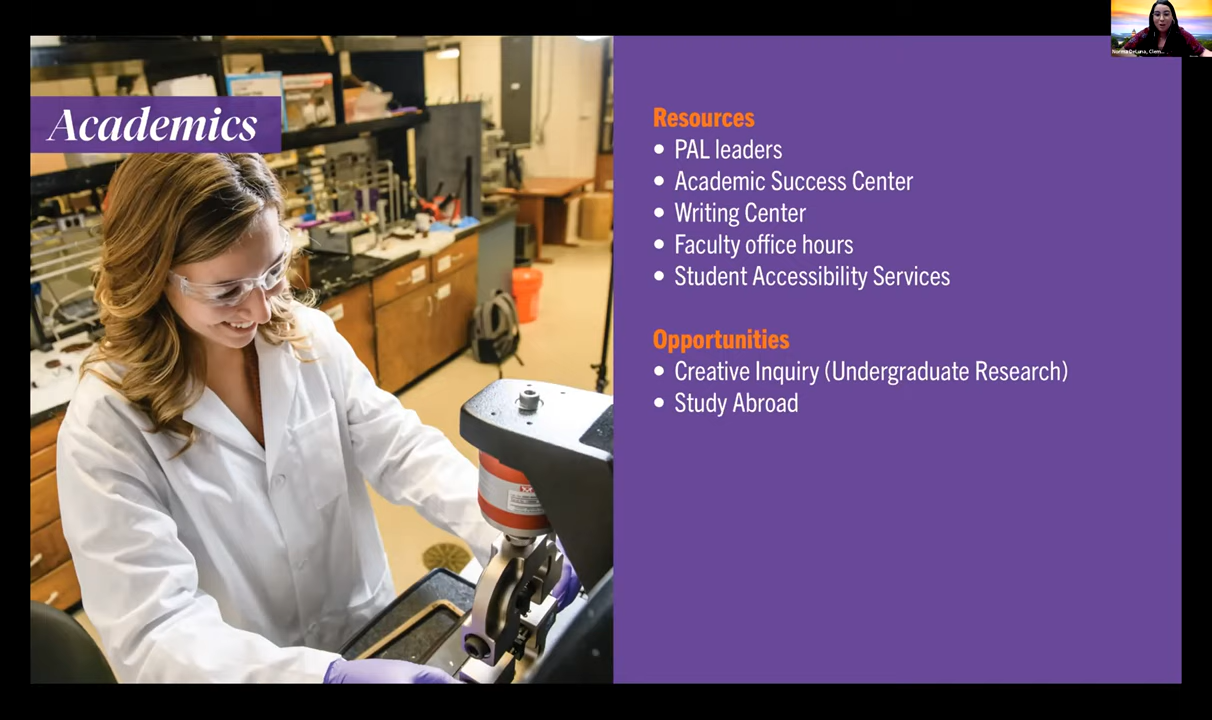 Academics
Resources
• PAL leaders
• Academic Success Center
• Writing Center
• Faculty office hours
• Student Accessibility Services
Opportunities
• Creative Inquiry (Undergraduate Research)
• Study Abroad